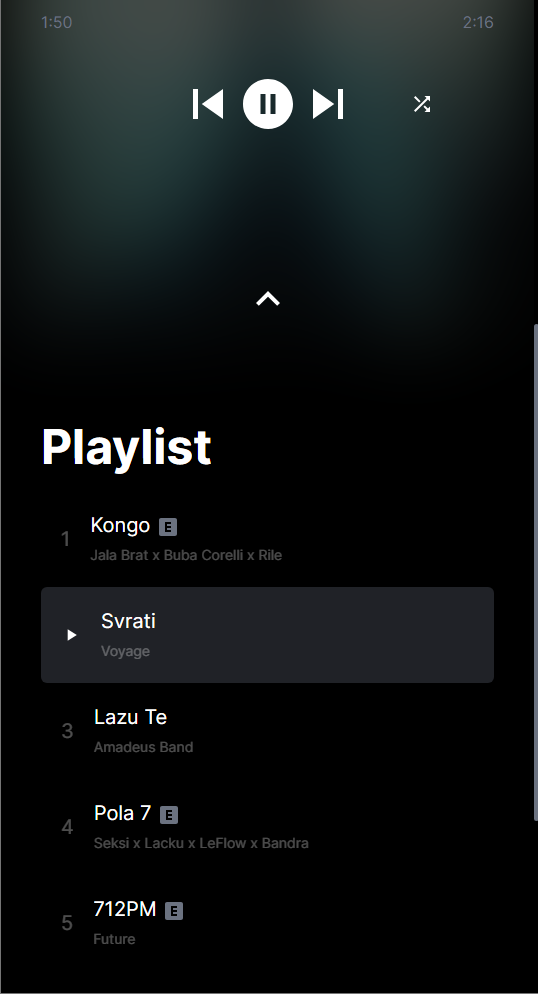 1:50 2:16
Playlist
1 Kongo E
Jala Brat x Buba Corelli x Rile
Svrati
Voyage
3 Lazu Te
Amadeus Band
4 Pola 7 E
Seksi x Lacku x LeFlow x Bandra
5 712PM E
Future